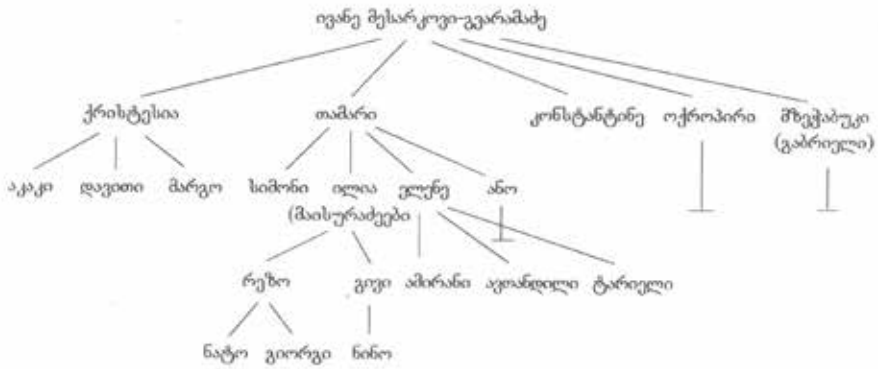 ივანე მესარკოვი-გვარამაძე
ქრისტესია თამარი კონსტანტინე ოქროპირი მზეჭაბუკი
(გაბრიელი)
აკაკი დავითი მარგო სიმონი ილია ელენე ანო
(მაისურაძეები
რეზო გივი ამირანი ავთანდილი ტარიელი
ნატო გიორგი ნინო